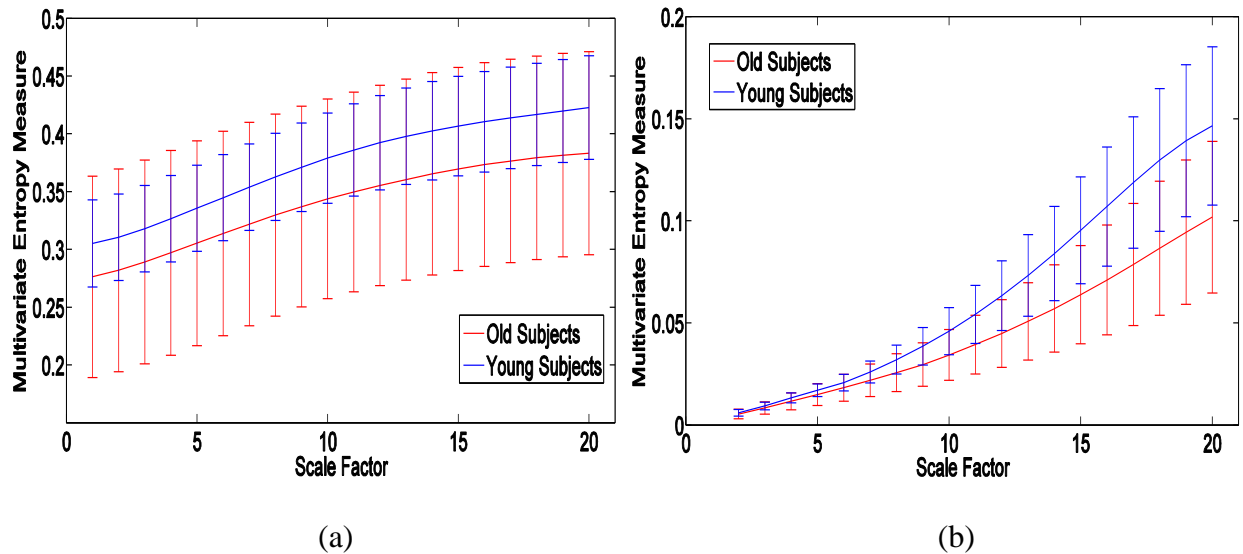 0.5
0.45
0.4
0.35
0.3
0.25
0.2
Multivariate Entropy Measure
Old Subjects
Young Subjects
0 5 10 15 20
Scale Factor
(a)
0.2
0.15
0.1
0.05
0
Multivariate Entropy Measure
Old Subjects
Young Subjects
0 5 10 15 20
Scale Factor
(b)